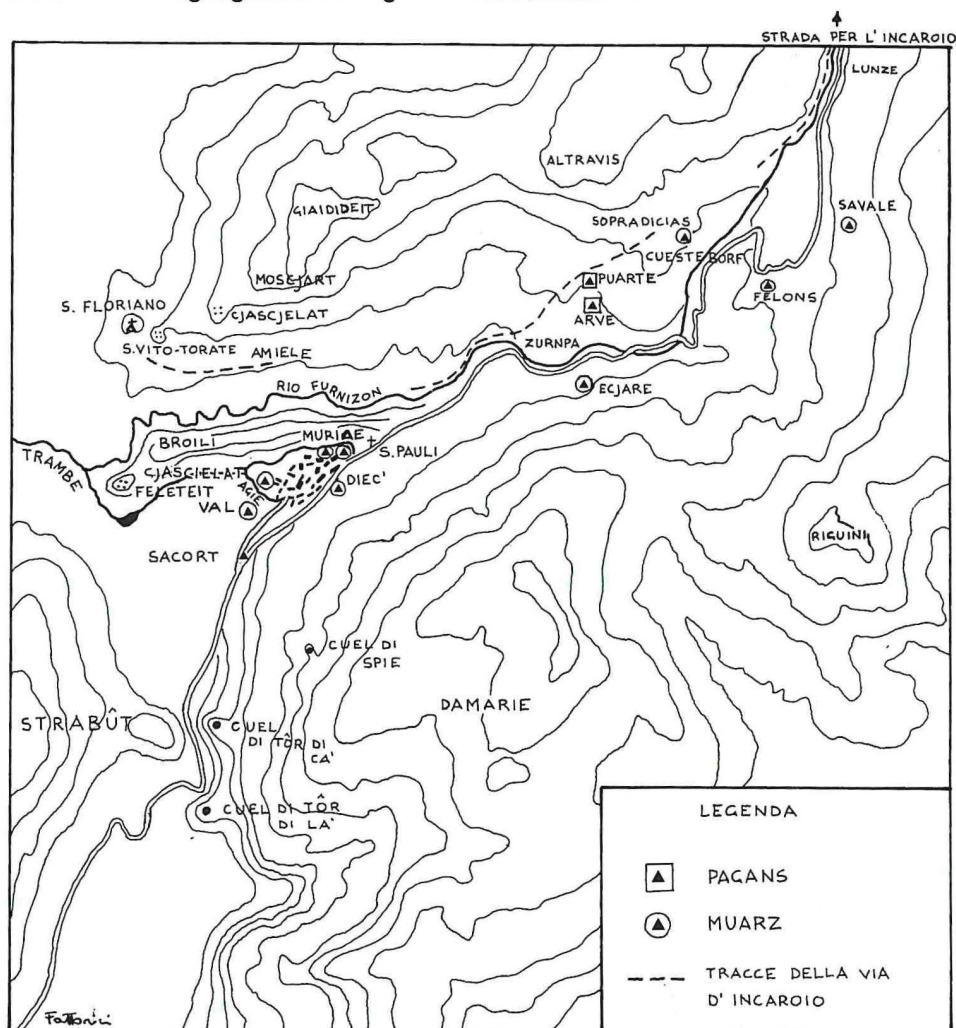 STRADA PER L'INCAROIO
LUNZE
ALTRAVIS
SAVALE
GIAIDIDEIT
SOPRADICIAS
CUESTE BORF
MOSCJART
PUARTE
FELONS
S. FLORIANO
CJASCJELAT
ARVE
S.VITO-TORATE
AMIELE
ZURNPA
RIO FURNIZON
ECJARE
BROILI
MURIAE
S. PAULI
TRAMBE
CJASCIELAT
DIEC'
FELETEIT
AGIE
VAL
RIGUINI
SACORT
CUEL DI
SPIE
DAMARIE
STRABÛT
CUEL
DI TÔR DI
CA'
CUEL DI TÔR
DI LA'
LEGENDA
PAGANS
MUARZ
TRACCE DELLA VIA
D'INCAROIO